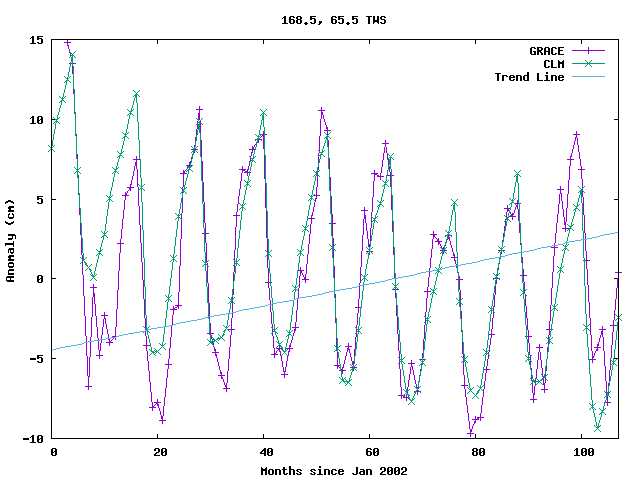 168.5, 65.5 TWS
GRACE
CLM
Trend Line
15
10
5
0
-5
-10
Anomaly (cm)
0 20 40 60 80 100
Months since Jan 2002